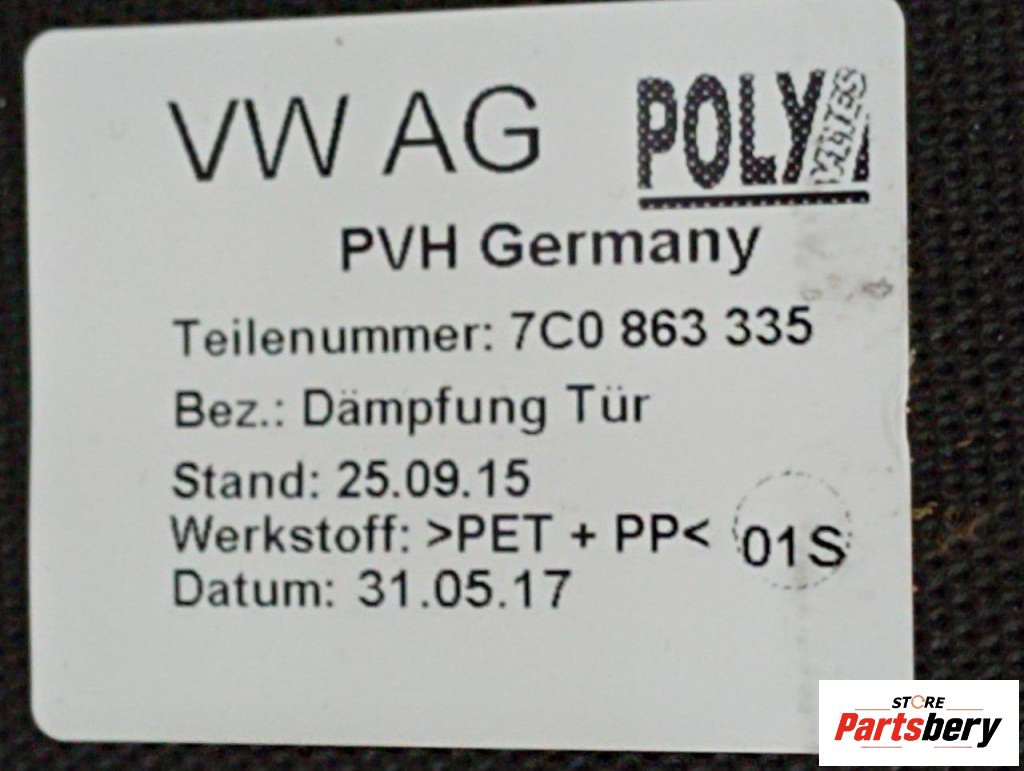 VW AG
POLY
PVH Germany
Teilenummer: 7C0 863 335
Bez.: Dämpfung Tür
Stand: 25.09.15
Werkstoff: >PET + PP< 01S
Datum: 31.05.17
STORE
Partsbery